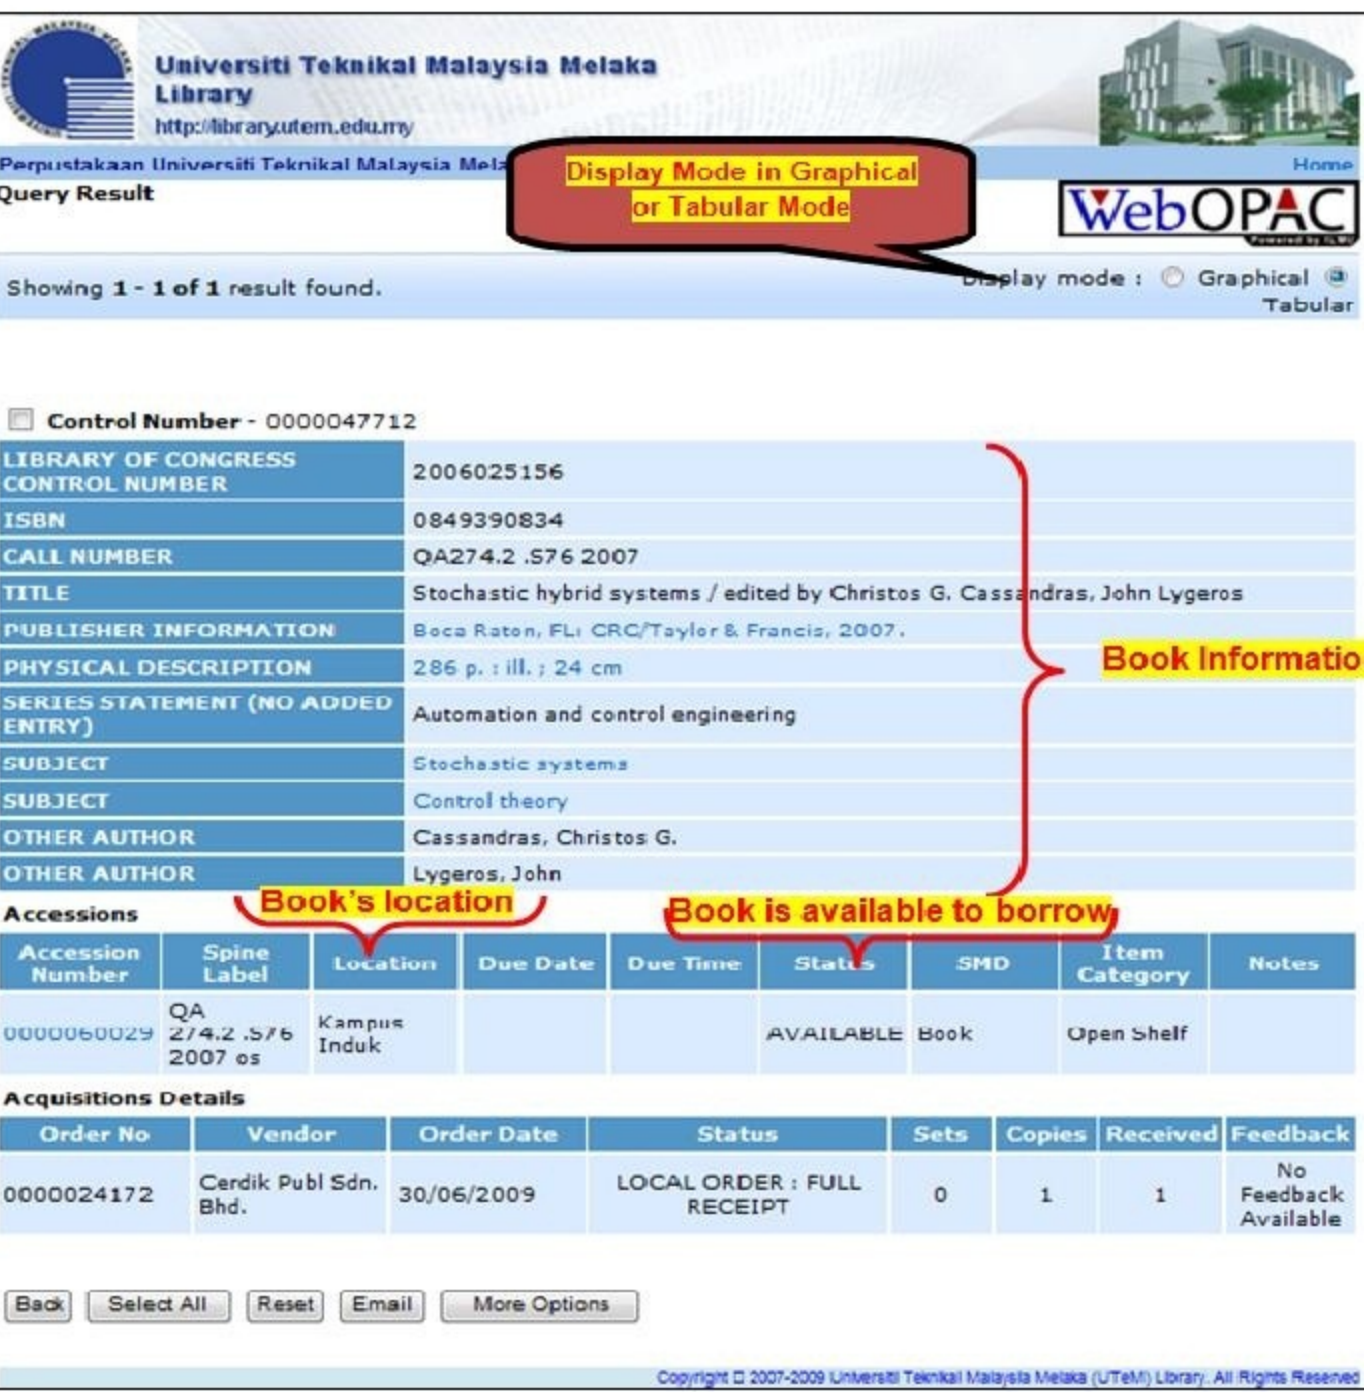 Universiti Teknikal Malaysia Melaka
Library
http://library.utem.edu.my
Perpustakaan Universiti Teknikal Malaysia Mela
Home
Display Mode in Graphical
or Tabular Mode
Query Result
WebOPAC
Powered by ILMU
Showing 1 - 1 of 1 result found.
Display mode : Graphical
Tabular
Control Number - 0000047712
LIBRARY OF CONGRESS
CONTROL NUMBER
2006025156
ISBN 0849390834
CALL NUMBER QA274.2 .S76 2007
TITLE Stochastic hybrid systems / edited by Christos G. Cassandras, John Lygeros
PUBLISHER INFORMATION Boca Raton, FL: CRC/Taylor & Francis, 2007.
PHYSICAL DESCRIPTION 286 p. : ill. ; 24 cm
Book Informatio
SERIES STATEMENT (NO ADDED
ENTRY)
Automation and control engineering
SUBJECT Stochastic systems
SUBJECT Control theory
OTHER AUTHOR Cassandras, Christos G.
OTHER AUTHOR Lygeros, John
Book's location
Book is available to borrow
Accessions
Accession Number Spine Label Location Due Date Due Time Status SMD Item Category Notes
0000060029 QA 274.2 .S76 2007 os Kampus Induk AVAILABLE Book Open Shelf
Acquisitions Details
Order No Vendor Order Date Status Sets Copies Received Feedback
0000024172 Cerdik Publ Sdn. Bhd. 30/06/2009 LOCAL ORDER : FULL RECEIPT 0 1 1 No Feedback Available
Back Select All Reset Email More Options
Copyright 2007-2009 Universiti Teknikal Malaysia Melaka (UTeM) Library. All Rights Reserved